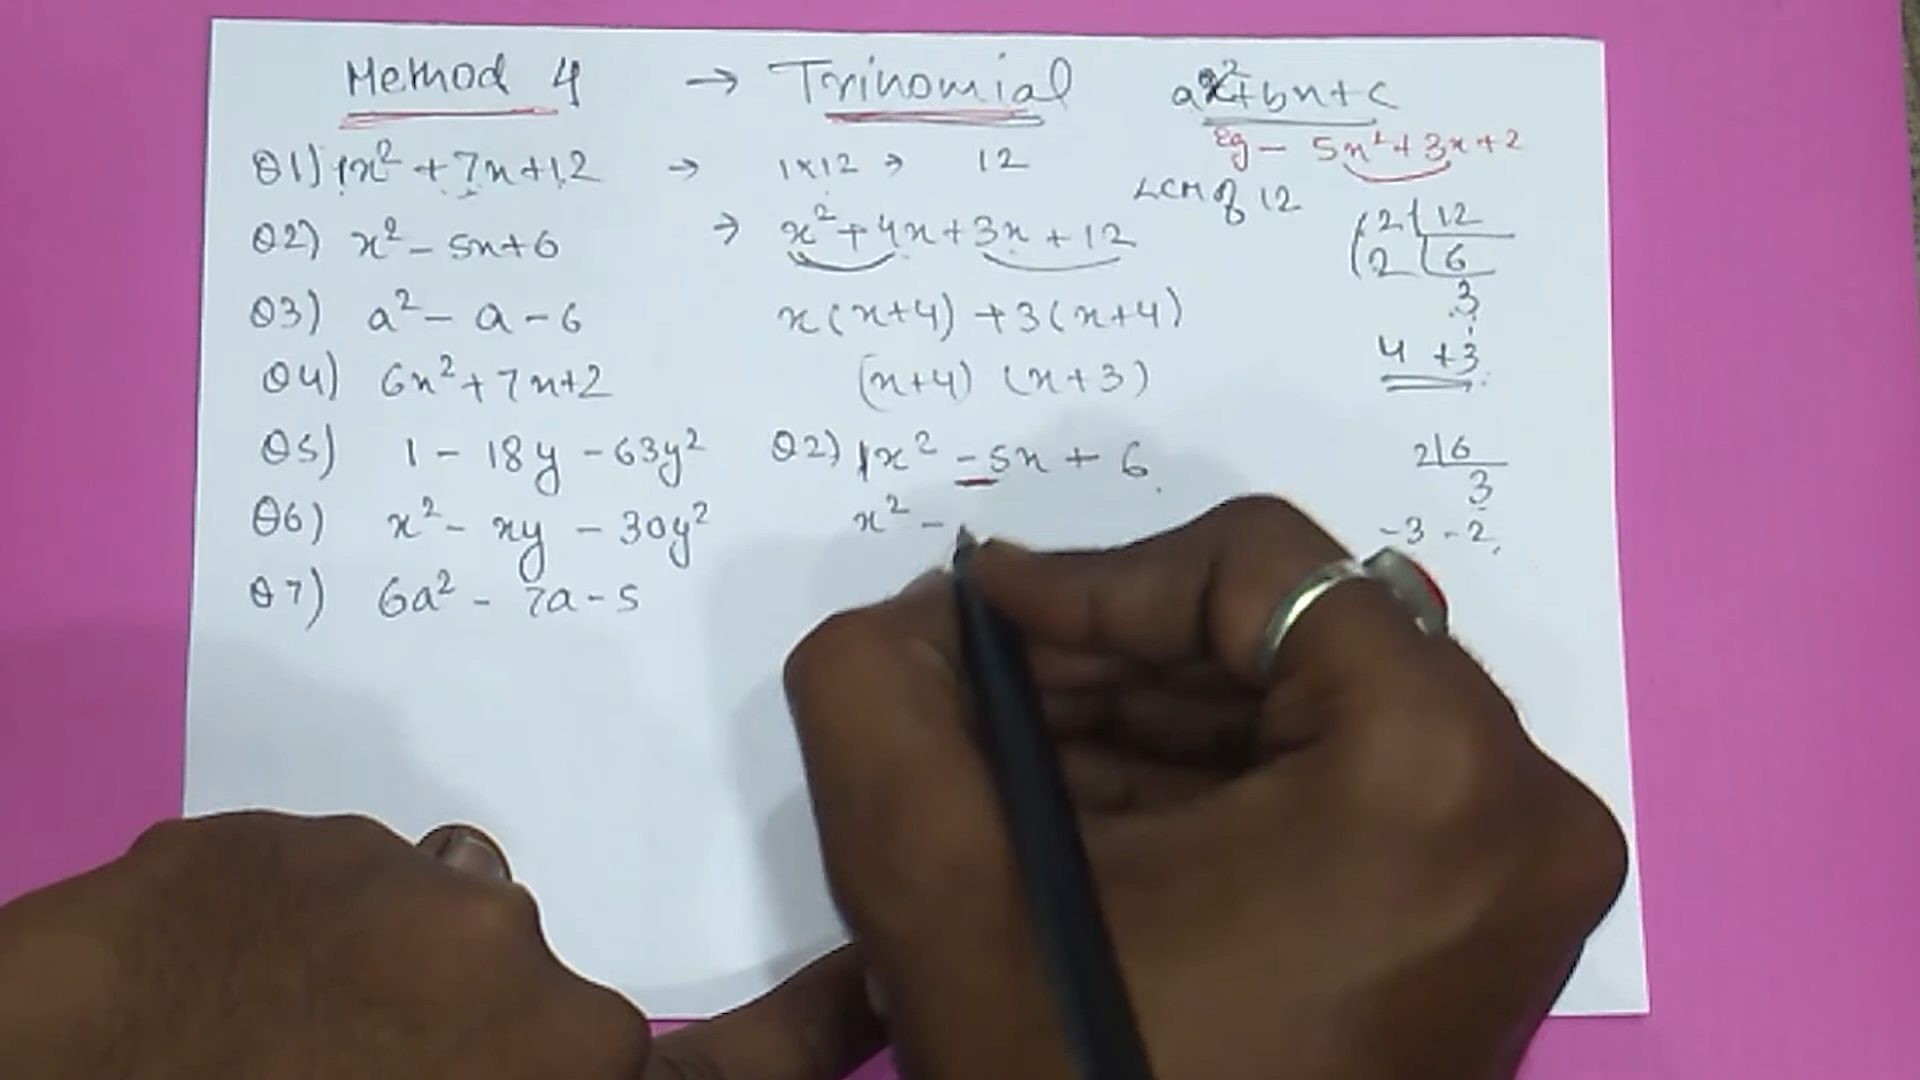 Method 4 → Trinomial ax²+bx+c
Eg – 5x²+3x+2
Q1) 1x²+7x+12 → 1×12 → 12
LCM of 12
2 | 12
2 | 6
3
4 +3
Q2) x²–5x+6
→ x²+4x+3x+12
Q3) a²–a–6
x(x+4)+3(x+4)
Q4) 6x²+7x+2
(x+4) (x+3)
Q5) 1–18y–63y²
Q6) x²–xy–30y²
Q7) 6a²–7a–5
Q2) 1x²–5x+6
x²–
2|6
3
-3 -2